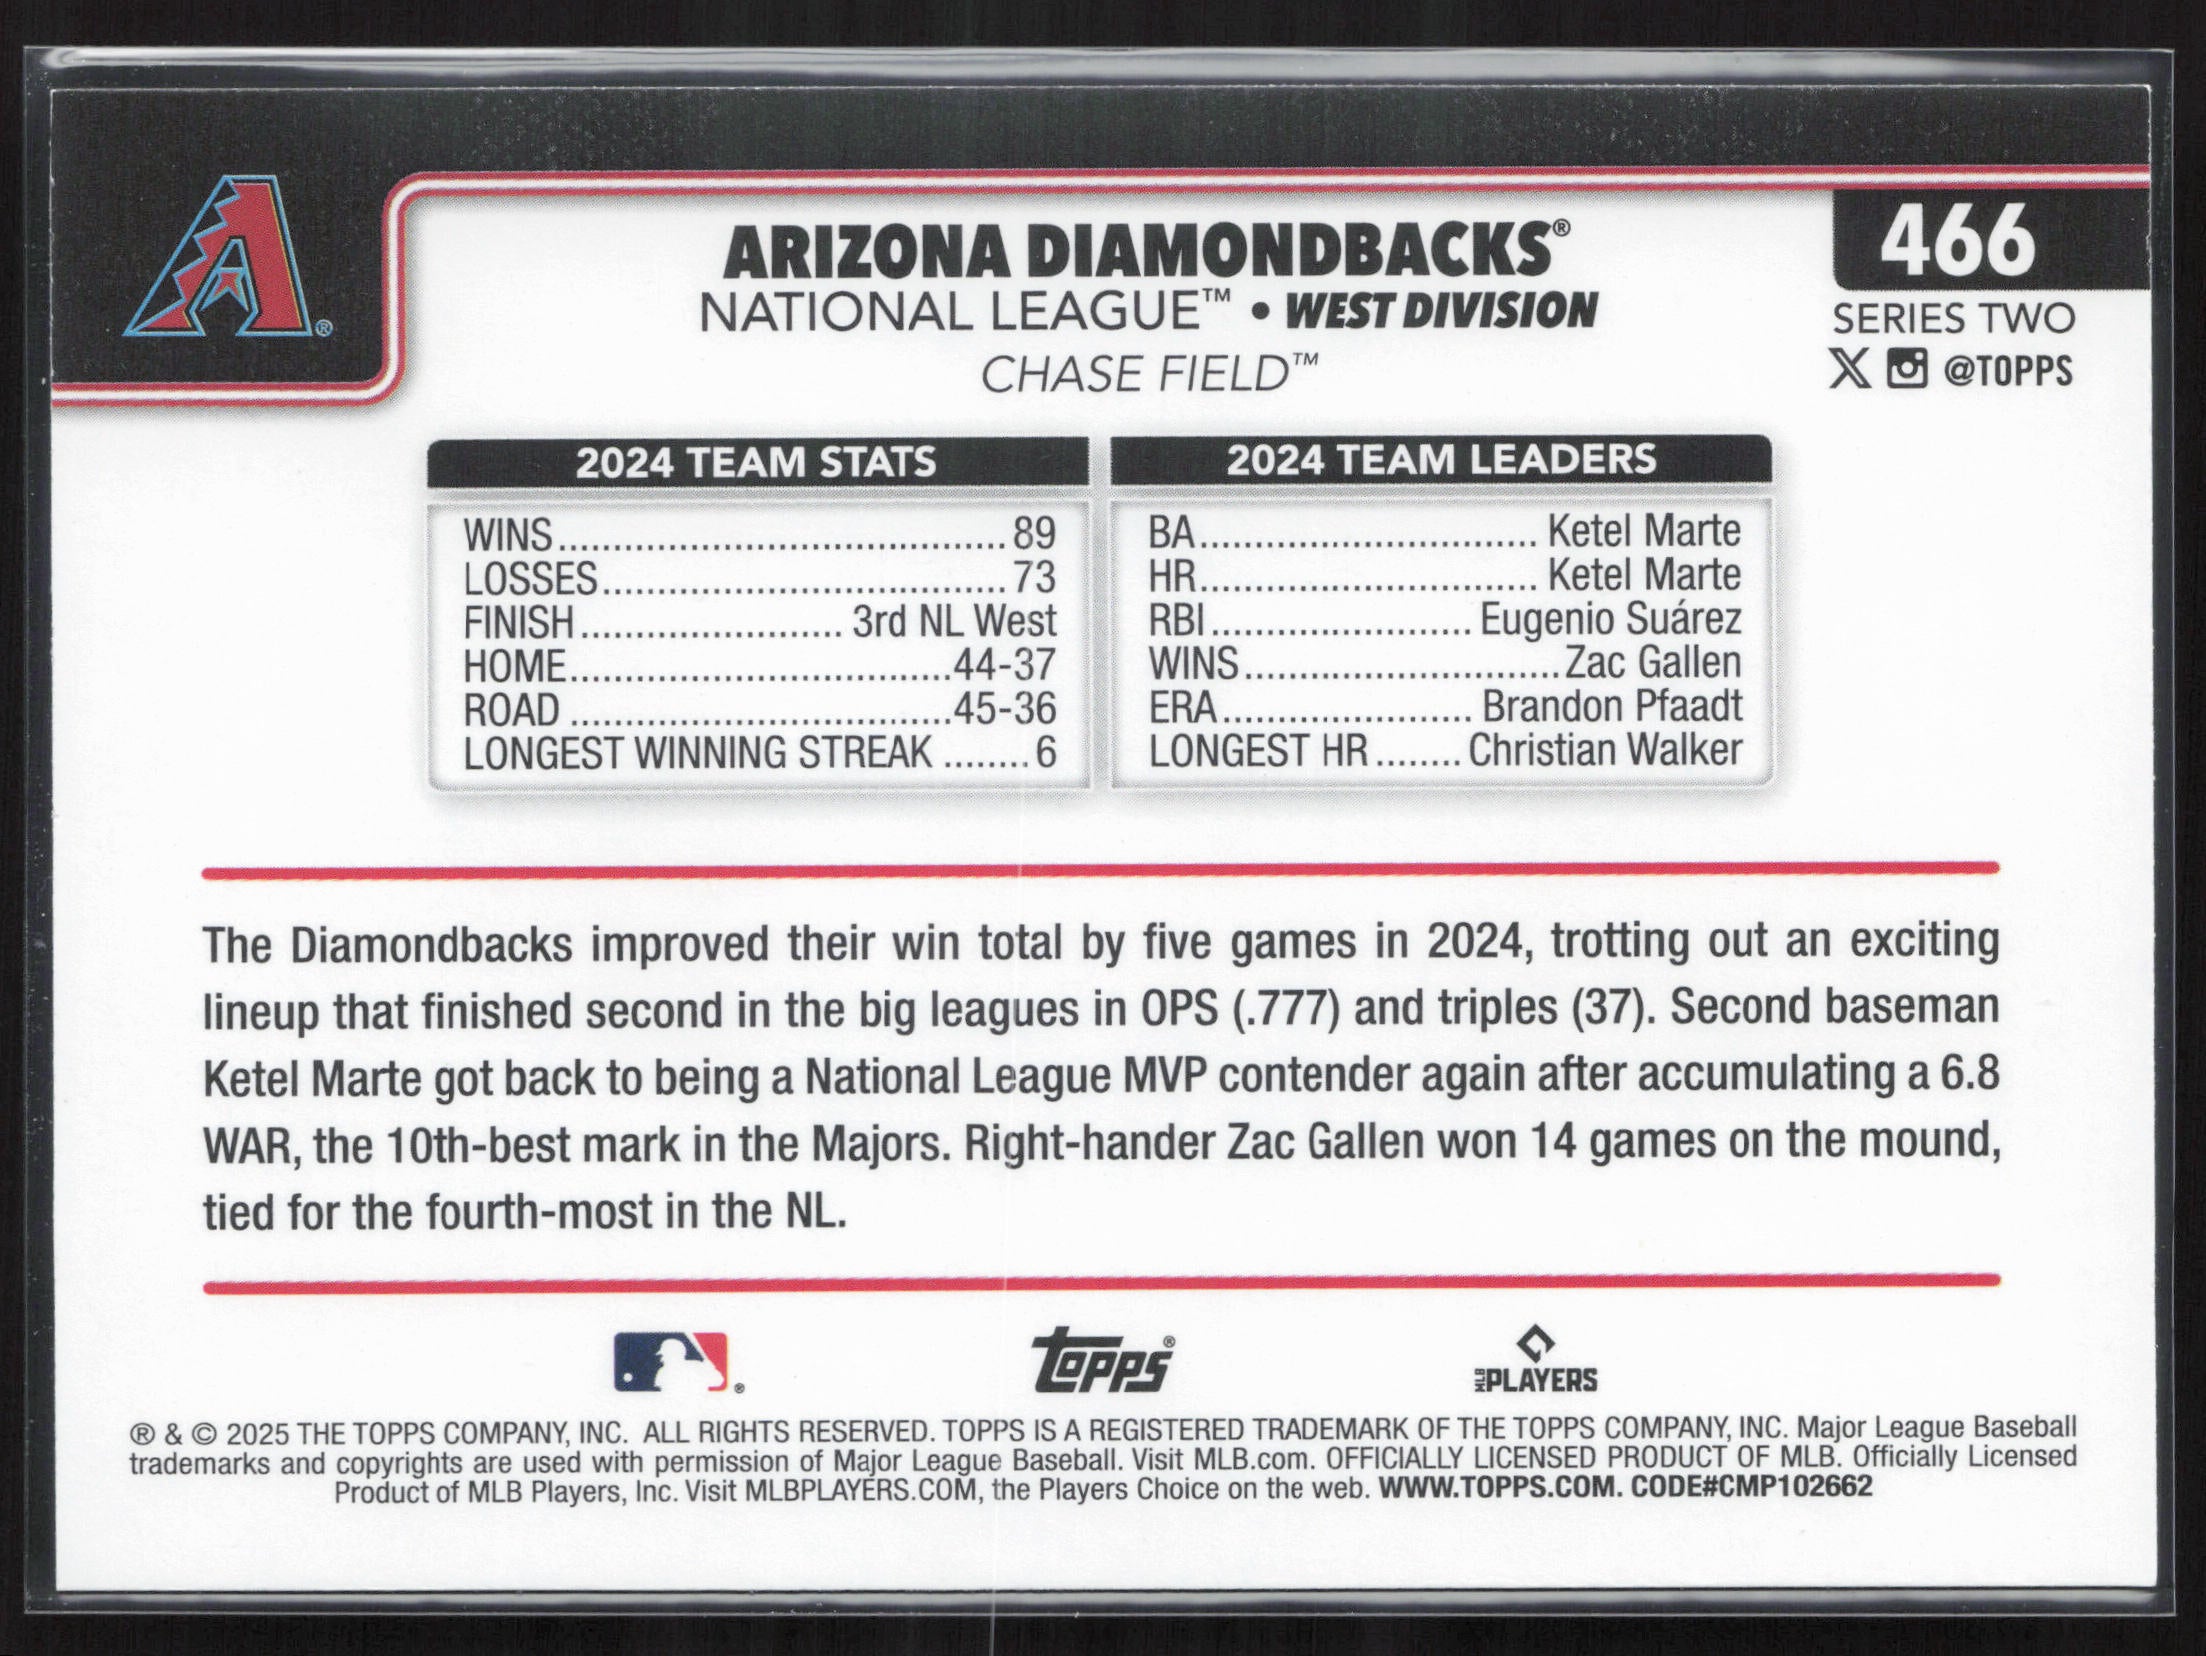 ARIZONA DIAMONDBACKS®
NATIONAL LEAGUE™ • WEST DIVISION
CHASE FIELD™
466
SERIES TWO
X @TOPPS
A®
2024 TEAM STATS
WINS........................................89
LOSSES....................................73
FINISH........................ 3rd NL West
HOME..................................44-37
ROAD ..................................45-36
LONGEST WINNING STREAK ........6
2024 TEAM LEADERS
BA............................... Ketel Marte
HR............................... Ketel Marte
RBI........................ Eugenio Suárez
WINS.............................Zac Gallen
ERA....................... Brandon Pfaadt
LONGEST HR........ Christian Walker
The Diamondbacks improved their win total by five games in 2024, trotting out an exciting
lineup that finished second in the big leagues in OPS (.777) and triples (37). Second baseman
Ketel Marte got back to being a National League MVP contender again after accumulating a 6.8
WAR, the 10th-best mark in the Majors. Right-hander Zac Gallen won 14 games on the mound,
tied for the fourth-most in the NL.
®
Topps®
MLB PLAYERS
® & © 2025 THE TOPPS COMPANY, INC. ALL RIGHTS RESERVED. TOPPS IS A REGISTERED TRADEMARK OF THE TOPPS COMPANY, INC. Major League Baseball
trademarks and copyrights are used with permission of Major League Baseball. Visit MLB.com. OFFICIALLY LICENSED PRODUCT OF MLB. Officially Licensed
Product of MLB Players, Inc. Visit MLBPLAYERS.COM, the Players Choice on the web. WWW.TOPPS.COM. CODE#CMP102662